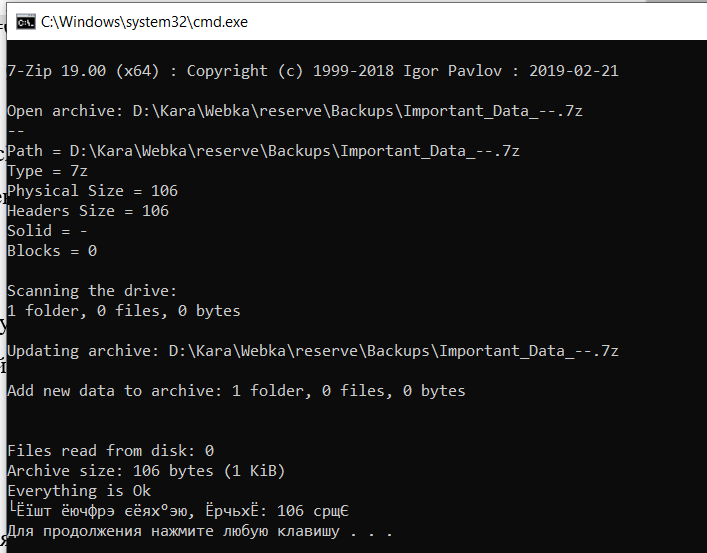 C:\Windows\system32\cmd.exe
7-Zip 19.00 (x64) : Copyright (c) 1999-2018 Igor Pavlov : 2019-02-21
Open archive: D:\Kara\Webka\reserve\Backups\Important_Data_--.7z
--
Path = D:\Kara\Webka\reserve\Backups\Important_Data_--.7z
Type = 7z
Physical Size = 106
Headers Size = 106
Solid = -
Blocks = 0
Scanning the drive:
1 folder, 0 files, 0 bytes
Updating archive: D:\Kara\Webka\reserve\Backups\Important_Data_--.7z
Add new data to archive: 1 folder, 0 files, 0 bytes
Files read from disk: 0
Archive size: 106 bytes (1 KiB)
Everything is Ok
└Ёїшт ёючфрэ єёях°эю, ЁрчьхЁ: 106 срщЄ
Для продолжения нажмите любую клавишу . . .